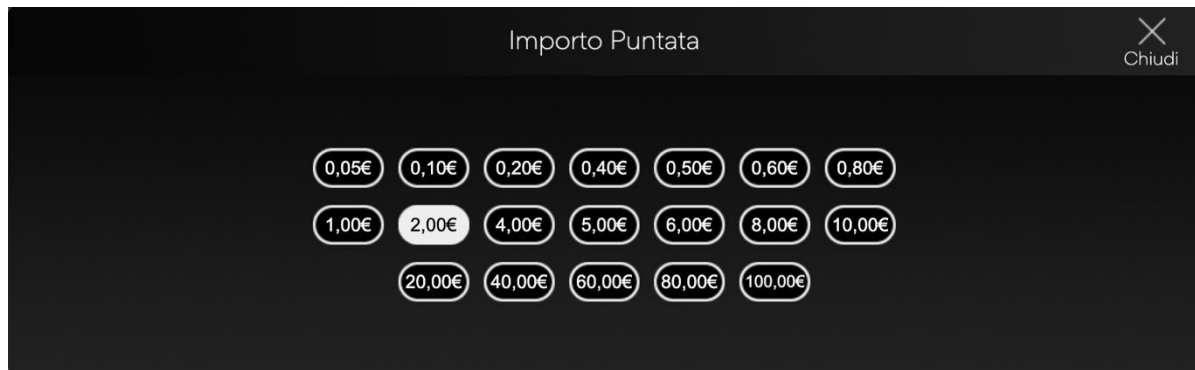 Importo Puntata
Chiudi
0,05€ 0,10€ 0,20€ 0,40€ 0,50€ 0,60€ 0,80€
1,00€ 2,00€ 4,00€ 5,00€ 6,00€ 8,00€ 10,00€
20,00€ 40,00€ 60,00€ 80,00€ 100,00€